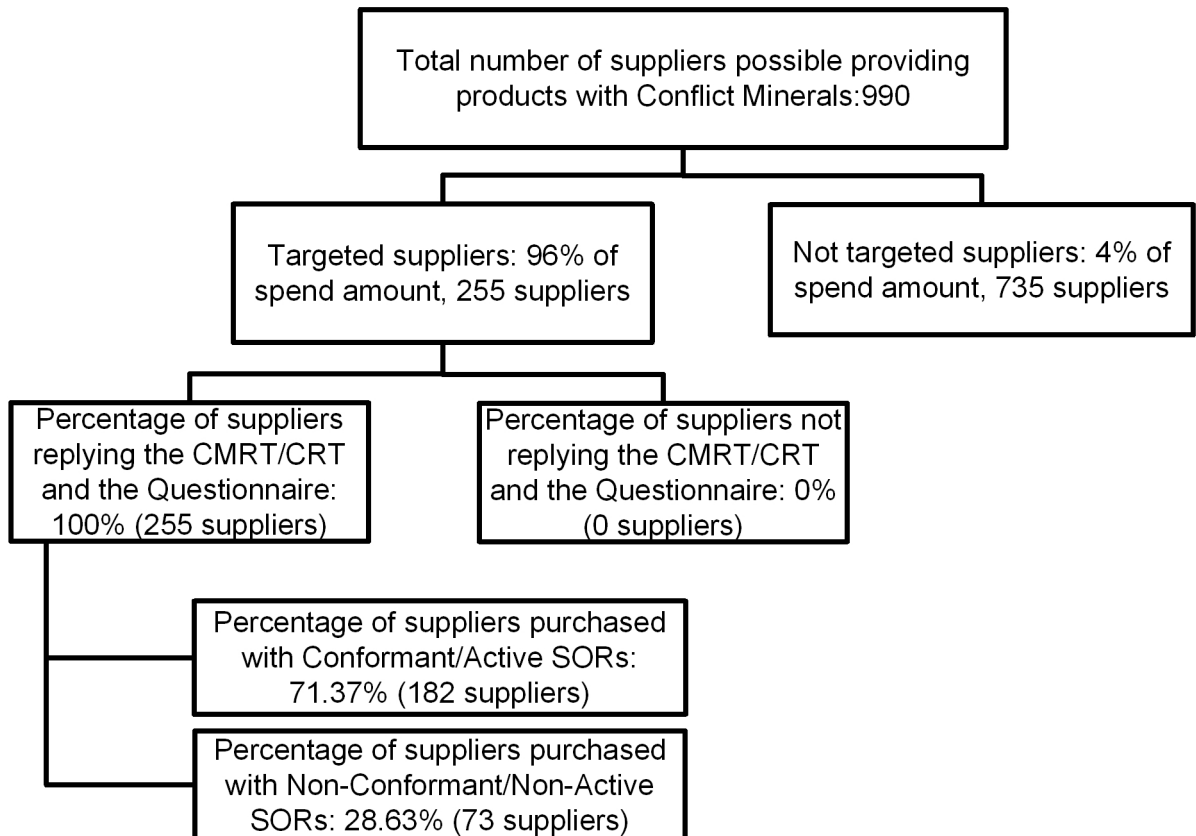 Total number of suppliers possible providing
products with Conflict Minerals:990
Targeted suppliers: 96% of
spend amount, 255 suppliers
Not targeted suppliers: 4% of
spend amount, 735 suppliers
Percentage of suppliers
replying the CMRT/CRT
and the Questionnaire:
100% (255 suppliers)
Percentage of suppliers not
replying the CMRT/CRT
and the Questionnaire: 0%
(0 suppliers)
Percentage of suppliers purchased
with Conformant/Active SORs:
71.37% (182 suppliers)
Percentage of suppliers purchased
with Non-Conformant/Non-Active
SORs: 28.63% (73 suppliers)